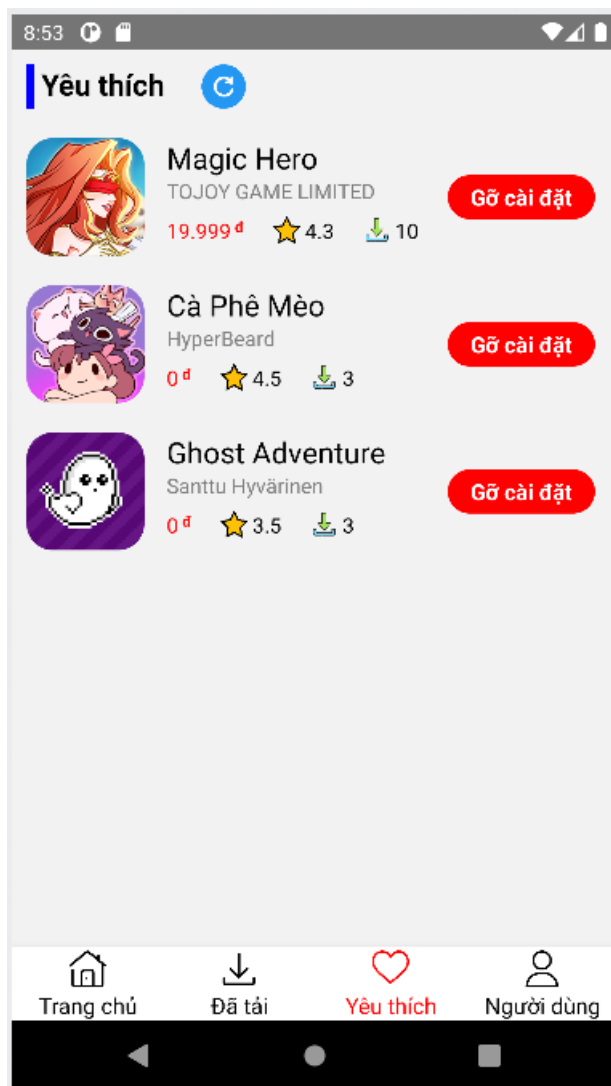 8:53
Yêu thích
Magic Hero
TOJOY GAME LIMITED
19.999 đ 4.3 10
Gỡ cài đặt
Cà Phê Mèo
HyperBeard
0 đ 4.5 3
Gỡ cài đặt
Ghost Adventure
Santtu Hyvärinen
0 đ 3.5 3
Gỡ cài đặt
Trang chủ Đã tải Yêu thích Người dùng